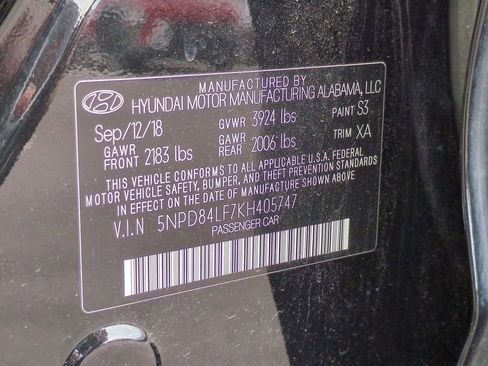 MANUFACTURED BY
HYUNDAI MOTOR MANUFACTURING ALABAMA, LLC
Sep/12/18 GVWR 3924 lbs PAINT S3
GAWR FRONT 2183 lbs GAWR REAR 2006 lbs TRIM XA
THIS VEHICLE CONFORMS TO ALL APPLICABLE U.S.A. FEDERAL
MOTOR VEHICLE SAFETY, BUMPER, AND THEFT PREVENTION STANDARDS
IN EFFECT ON THE DATE OF MANUFACTURE SHOWN ABOVE.
V.I.N 5NPD84LF7KH405747
PASSENGER CAR